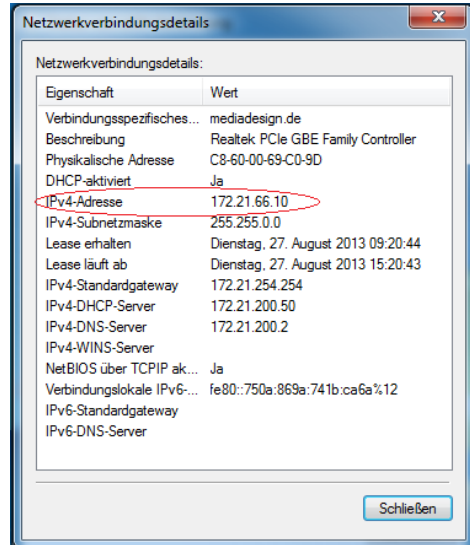 Netzwerkverbindungsdetails
Netzwerkverbindungsdetails:
Eigenschaft Wert
Verbindungsspezifisches... mediadesign.de
Beschreibung Realtek PCIe GBE Family Controller
Physikalische Adresse C8-60-00-69-C0-9D
DHCP-aktiviert Ja
IPv4-Adresse 172.21.66.10
IPv4-Subnetzmaske 255.255.0.0
Lease erhalten Dienstag, 27. August 2013 09:20:44
Lease läuft ab Dienstag, 27. August 2013 15:20:43
IPv4-Standardgateway 172.21.254.254
IPv4-DHCP-Server 172.21.200.50
IPv4-DNS-Server 172.21.200.2
IPv4-WINS-Server
NetBIOS über TCPIP ak... Ja
Verbindungslokale IPv6-... fe80::750a:869a:741b:ca6a%12
IPv6-Standardgateway
IPv6-DNS-Server
Schließen